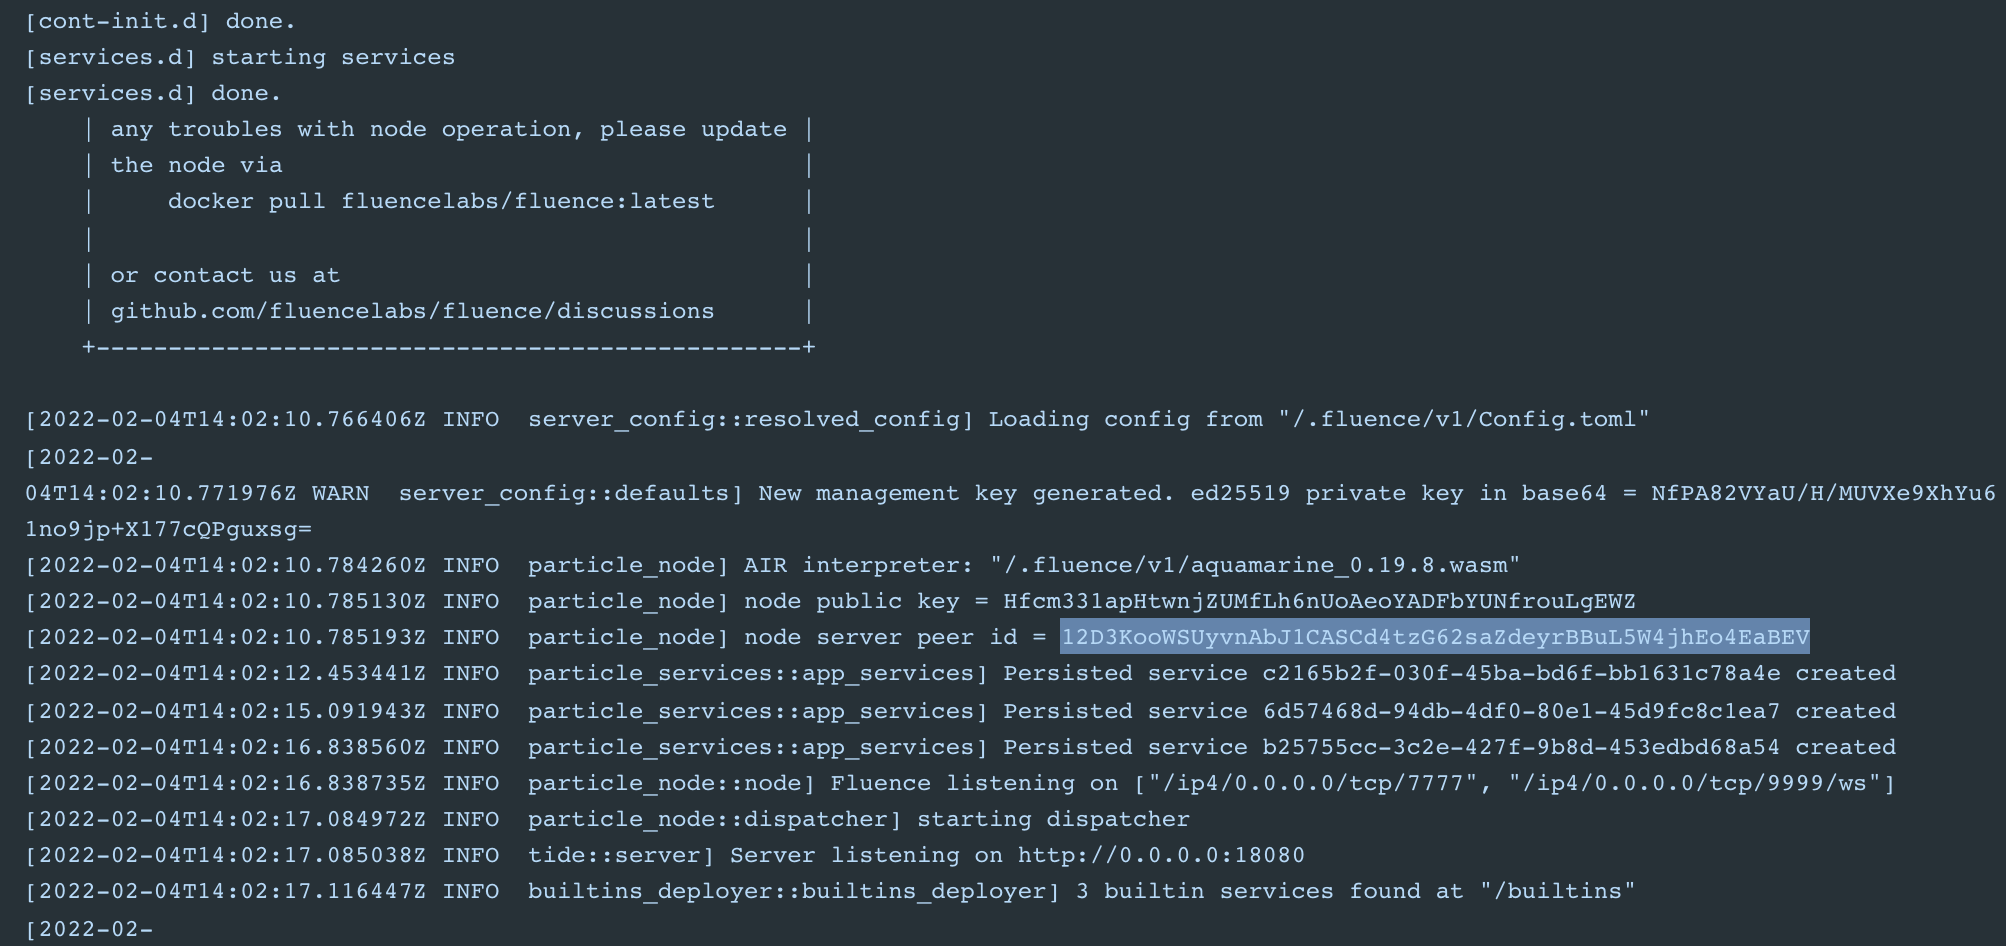 [cont-init.d] done.
[services.d] starting services
[services.d] done.
| any troubles with node operation, please update |
| the node via |
| docker pull fluencelabs/fluence:latest |
| |
| or contact us at |
| github.com/fluencelabs/fluence/discussions |
+-------------------------------------------------+
[2022-02-04T14:02:10.766406Z INFO  server_config::resolved_config] Loading config from "/.fluence/v1/Config.toml"
[2022-02-
04T14:02:10.771976Z WARN  server_config::defaults] New management key generated. ed25519 private key in base64 = NfPA82VYaU/H/MUVXe9XhYu6
1no9jp+X177cQPguxsg=
[2022-02-04T14:02:10.784260Z INFO  particle_node] AIR interpreter: "/.fluence/v1/aquamarine_0.19.8.wasm"
[2022-02-04T14:02:10.785130Z INFO  particle_node] node public key = Hfcm331apHtwnjZUMfLh6nUoAeoYADFbYUNfrouLgEWZ
[2022-02-04T14:02:10.785193Z INFO  particle_node] node server peer id = 12D3KooWSUyvnAbJ1CASCd4tzG62saZdeyrBBuL5W4jhEo4EaBEV
[2022-02-04T14:02:12.453441Z INFO  particle_services::app_services] Persisted service c2165b2f-030f-45ba-bd6f-bb1631c78a4e created
[2022-02-04T14:02:15.091943Z INFO  particle_services::app_services] Persisted service 6d57468d-94db-4df0-80e1-45d9fc8c1ea7 created
[2022-02-04T14:02:16.838560Z INFO  particle_services::app_services] Persisted service b25755cc-3c2e-427f-9b8d-453edbd68a54 created
[2022-02-04T14:02:16.838735Z INFO  particle_node::node] Fluence listening on ["/ip4/0.0.0.0/tcp/7777", "/ip4/0.0.0.0/tcp/9999/ws"]
[2022-02-04T14:02:17.084972Z INFO  particle_node::dispatcher] starting dispatcher
[2022-02-04T14:02:17.085038Z INFO  tide::server] Server listening on http://0.0.0.0:18080
[2022-02-04T14:02:17.116447Z INFO  builtins_deployer::builtins_deployer] 3 builtin services found at "/builtins"
[2022-02-